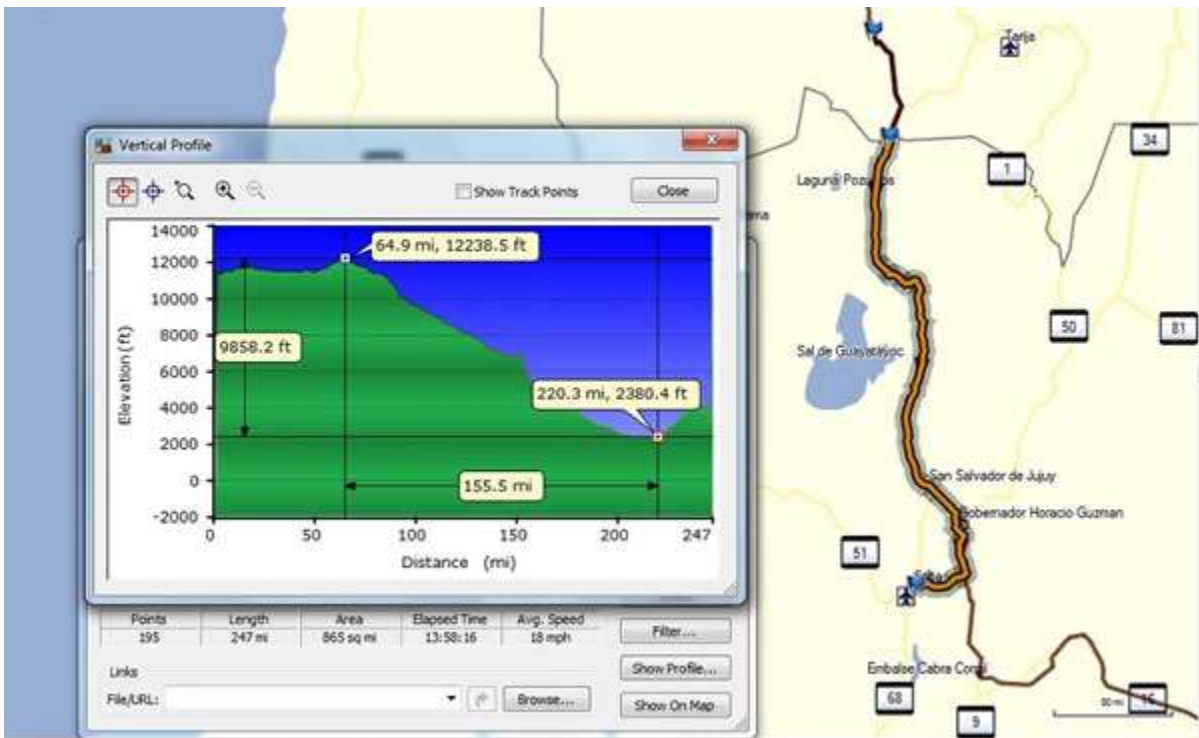 Vertical Profile
Show Track Points
Close
14000
12000
10000
8000
6000
4000
2000
0
-2000
Elevation (ft)
64.9 mi, 12238.5 ft
9858.2 ft
220.3 mi, 2380.4 ft
155.5 mi
0 50 100 150 200 247
Distance (mi)
Points Length Area Elapsed Time Avg. Speed
195 247 mi 865 sq mi 13:58:16 18 mph
Filter...
Links
Show Profile...
File/URL:
Browse...
Show On Map
Tarija
34
1
Laguna
50
81
Sal de Guayatayoc
San Salvador de Jujuy
Gobernador Horacio Guzman
51
Embalse Cabra Corral
68
9
16